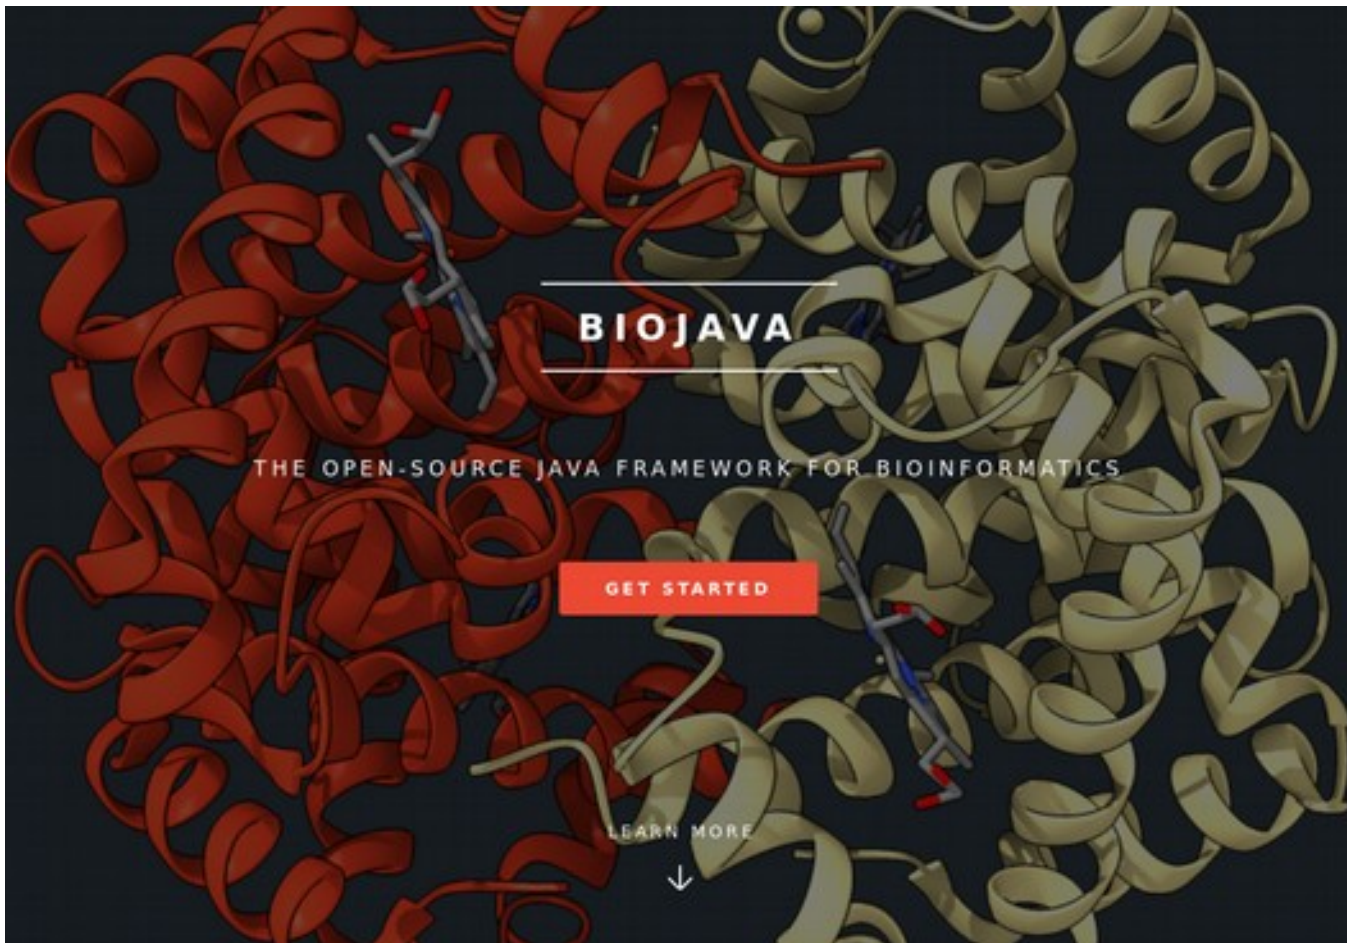 BIOJAVA
THE OPEN-SOURCE JAVA FRAMEWORK FOR BIOINFORMATICS
GET STARTED
LEARN MORE